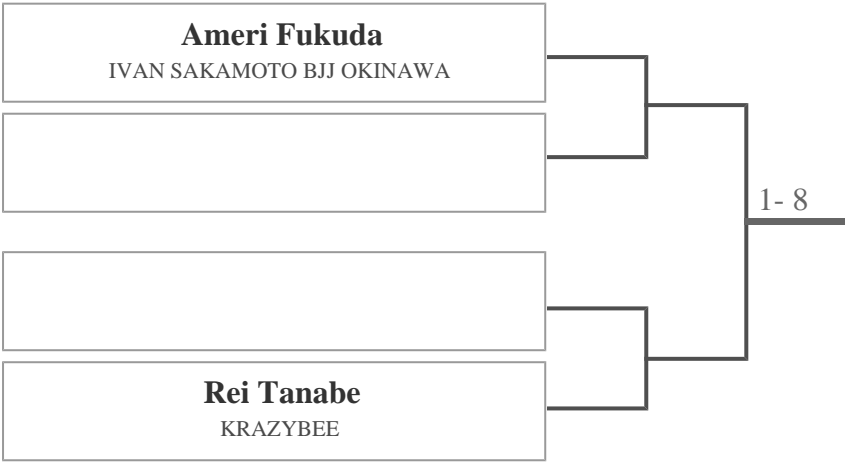 Ameri Fukuda
IVAN SAKAMOTO BJJ OKINAWA
1- 8
Rei Tanabe
KRAZYBEE